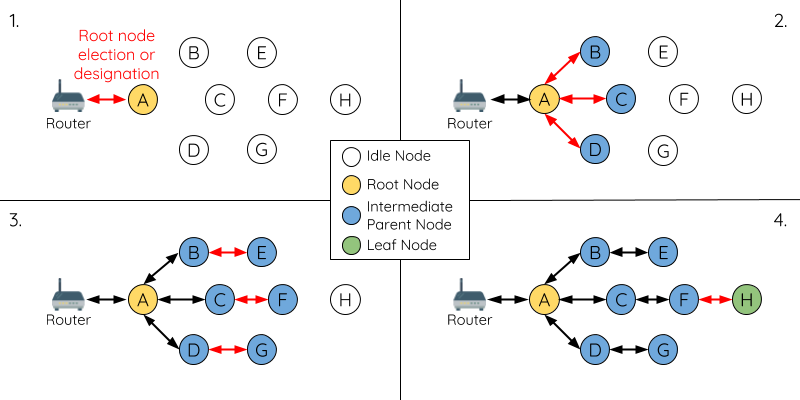 1.
Root node
election or
designation
B
E
A
C
F
H
Router
D
G
2.
B
E
A
C
F
H
Router
D
G
Idle Node
Root Node
Intermediate
Parent Node
Leaf Node
3.
B
E
A
C
F
H
Router
D
G
4.
B
E
A
C
F
H
Router
D
G